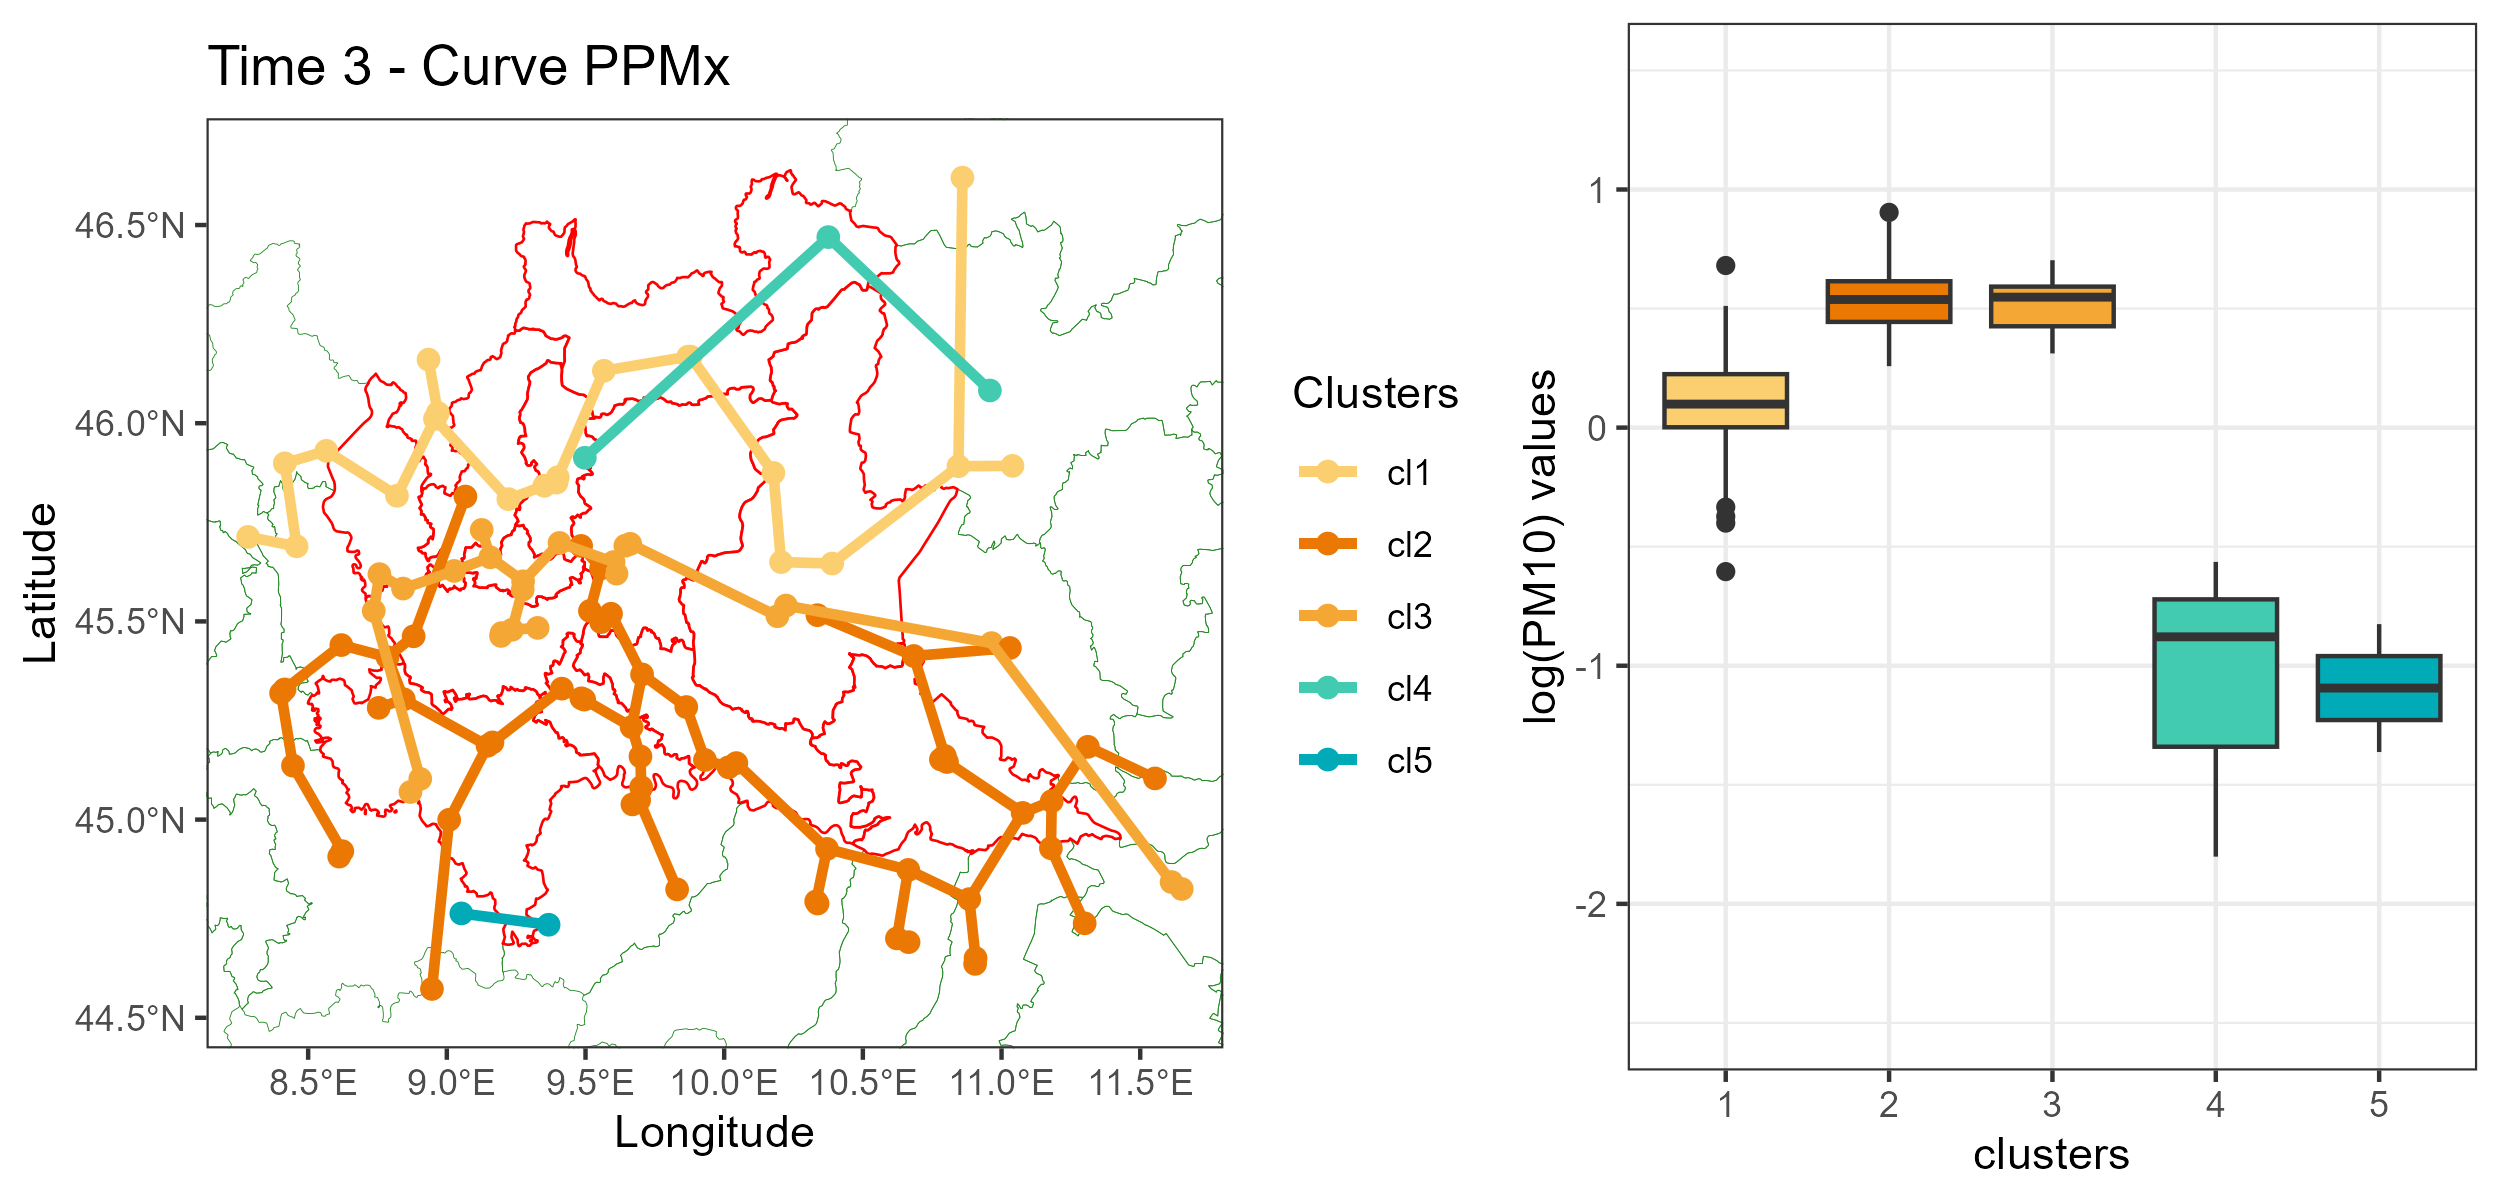 Time 3 - Curve PPMx
Latitude
46.5°N
46.0°N
45.5°N
45.0°N
44.5°N
8.5°E 9.0°E 9.5°E 10.0°E 10.5°E 11.0°E 11.5°E
Longitude
Clusters
cl1
cl2
cl3
cl4
cl5
log(PM10) values
1
0
-1
-2
1 2 3 4 5
clusters